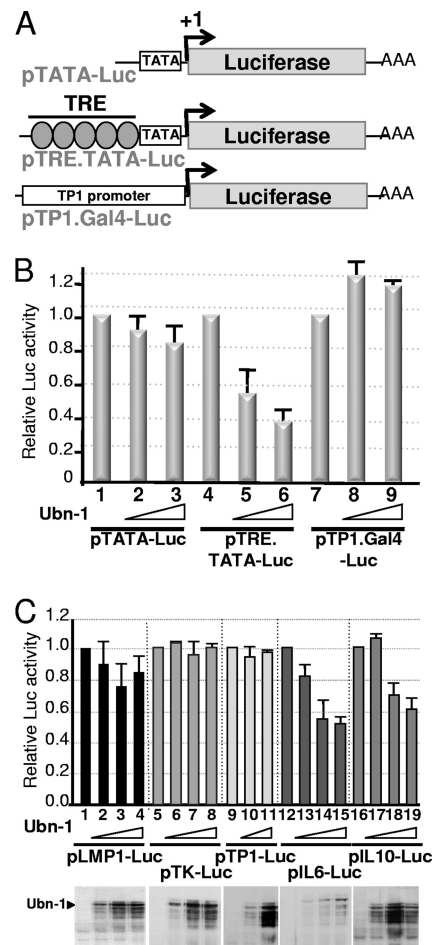 A
+1
TATA Luciferase AAA
pTATA-Luc
TRE
TATA Luciferase AAA
pTRE.TATA-Luc
TP1 promoter Luciferase AAA
pTP1.Gal4-Luc
B
Relative Luc activity
1.2
1.0
0.8
0.6
0.4
0.2
0
1 2 3 4 5 6 7 8 9
Ubn-1
pTATA-Luc pTRE. pTP1.Gal4
TATA-Luc -Luc
C
Relative Luc activity
1.2
1.0
0.8
0.6
0.4
0.2
0.0
1 2 3 4 5 6 7 8 9 10 11 12 13 14 15 16 17 18 19
Ubn-1
pLMP1-Luc pTP1-Luc pIL10-Luc
pTK-Luc pIL6-Luc
Ubn-1